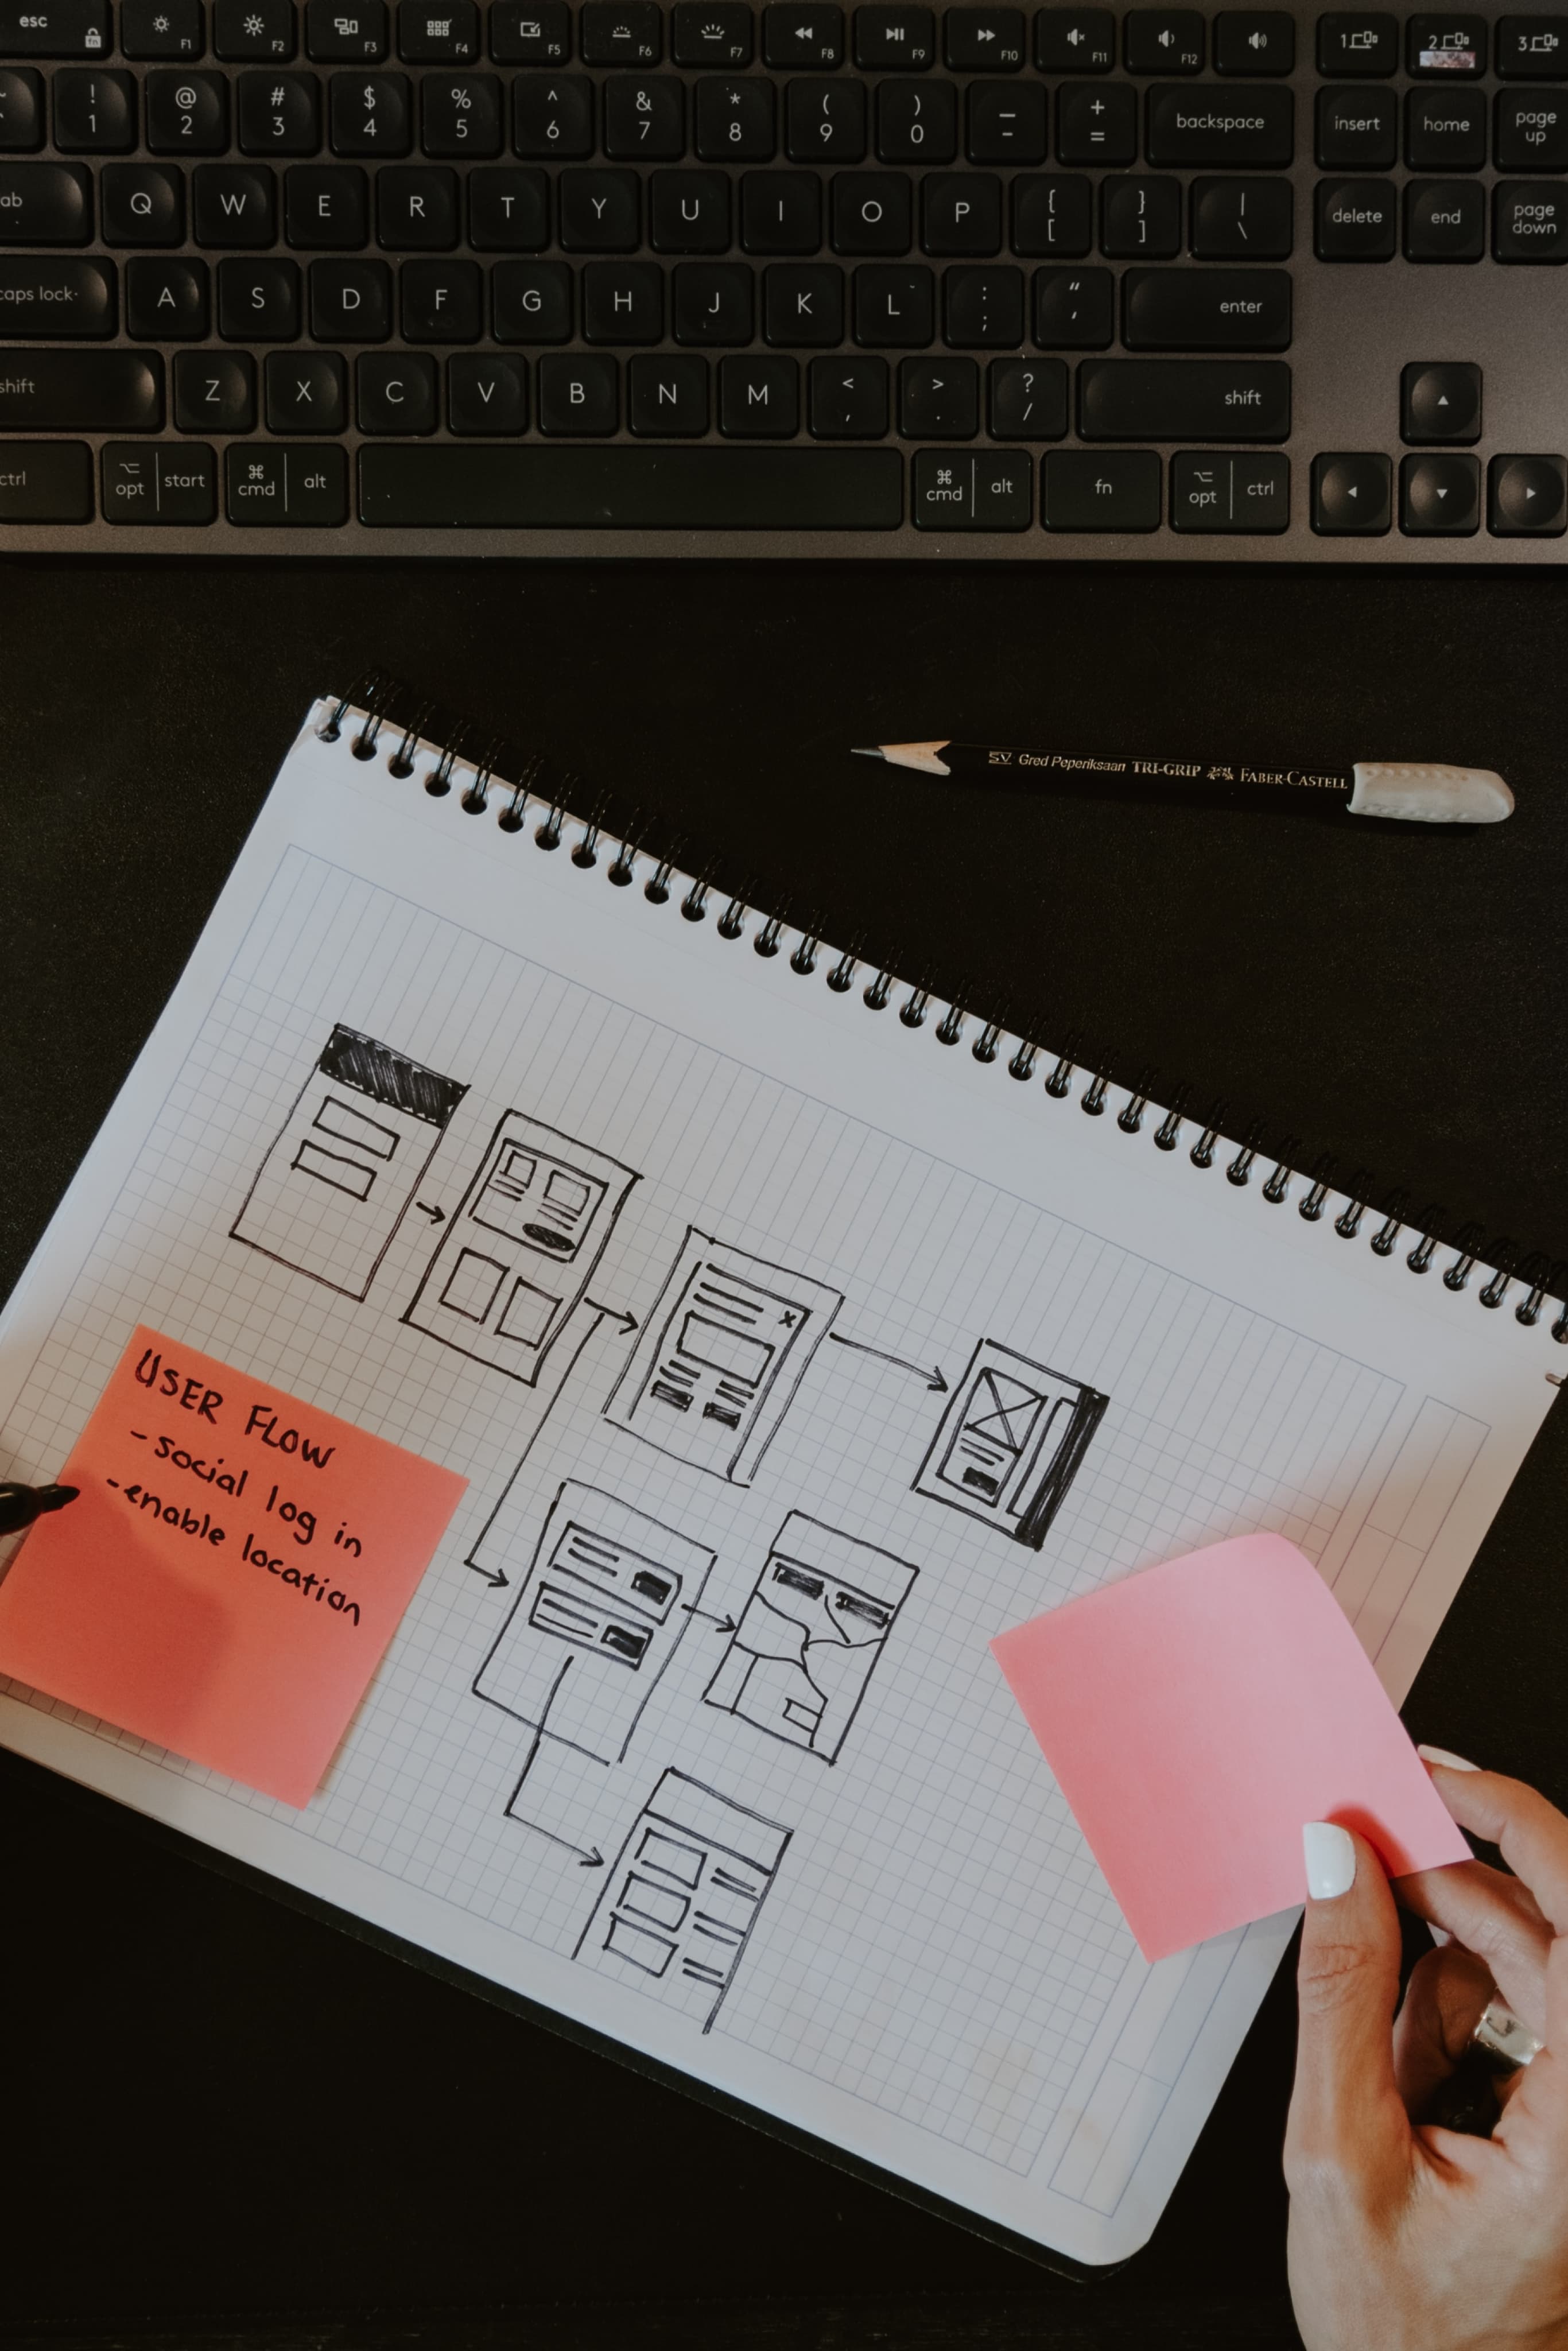 esc F1 F2 F3 F4 F5 F6 F7 F8 F9 F10 F11 F12 1 2 3
! 1 @ 2 # 3 $ 4 % 5 ^ 6 & 7 * 8 ( 9 ) 0 — - + = backspace insert home page up
ab Q W E R T Y U I O P { [ } ] | \ delete end page down
caps lock A S D F G H J K L : ; “ ‘ enter
shift Z X C V B N M < , > . ? / shift
ctrl opt start cmd alt cmd alt fn opt ctrl
SV Gred Peperiksaan TRI-GRIP FABER-CASTELL
USER FLOW
- social log in
- enable location